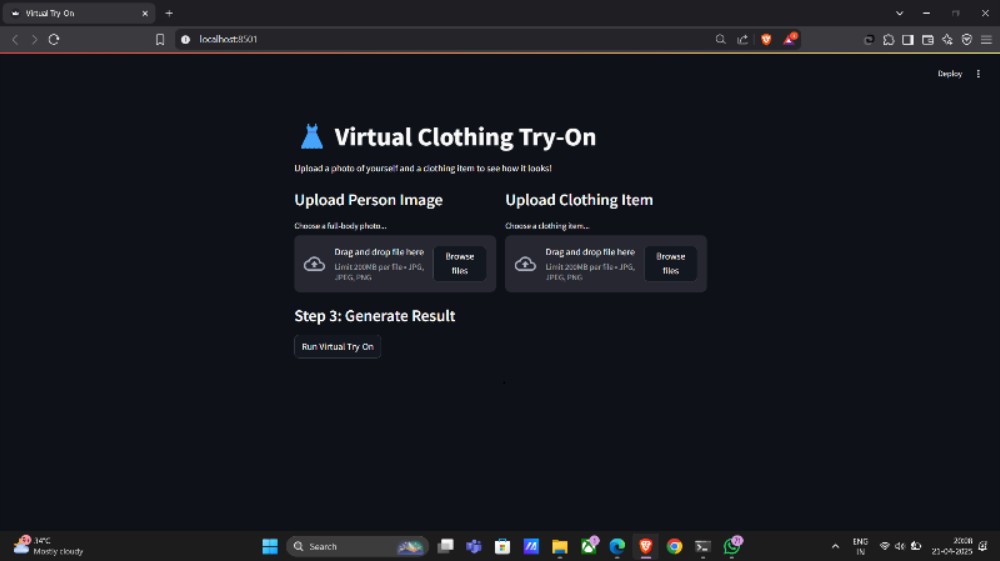 Virtual Try-On
localhost:8501
Deploy
Virtual Clothing Try-On
Upload a photo of yourself and a clothing item to see how it looks!
Upload Person Image
Upload Clothing Item
Choose a full-body photo...
Choose a clothing item...
Drag and drop file here
Limit 200MB per file • JPG,
JPEG, PNG
Browse
files
Drag and drop file here
Limit 200MB per file • JPG,
JPEG, PNG
Browse
files
Step 3: Generate Result
Run Virtual Try On
34°C
Mostly cloudy
Search
ENG
IN
20:08
21-04-2025